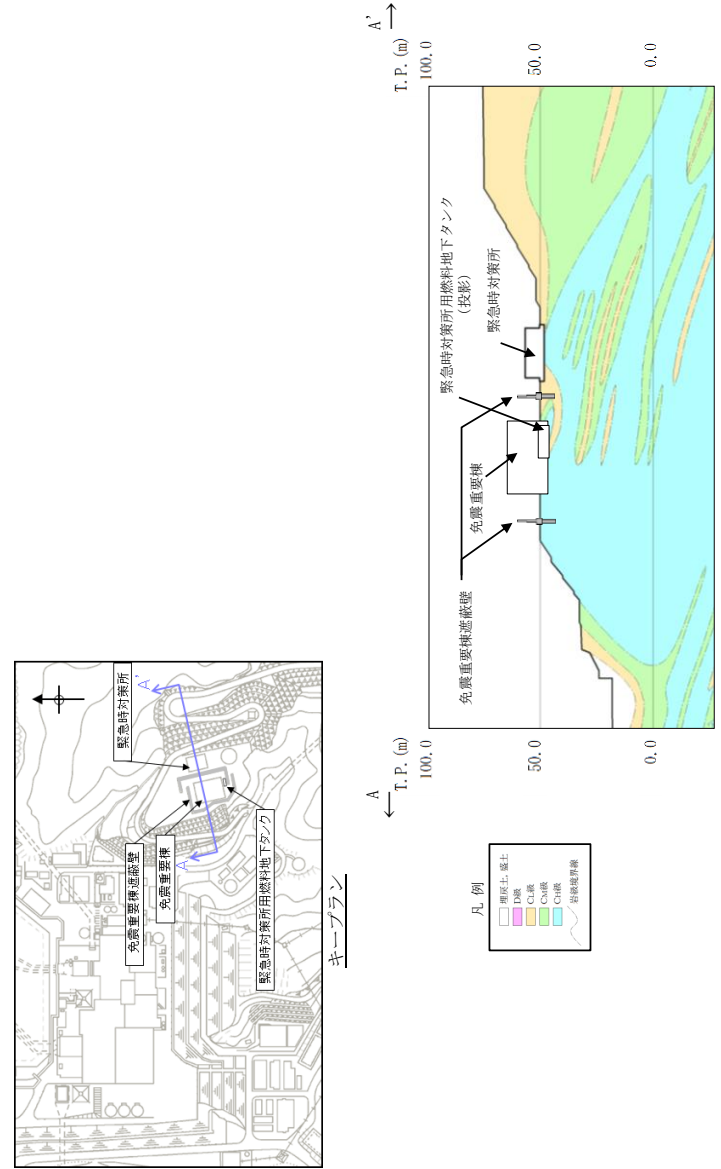 A'
T.P.(m)
100.0
50.0
0.0
緊急時対策所用燃料地下タンク
(投影)
緊急時対策所
免震重要棟
免震重要棟遮蔽壁
A
T.P.(m)
100.0
50.0
0.0
凡 例
埋戻土, 盛土
D級
CL級
CM級
CH級
岩級境界線
緊急時対策所
A'
免震重要棟遮蔽壁
免震重要棟
A
緊急時対策所用燃料地下タンク
キープラン